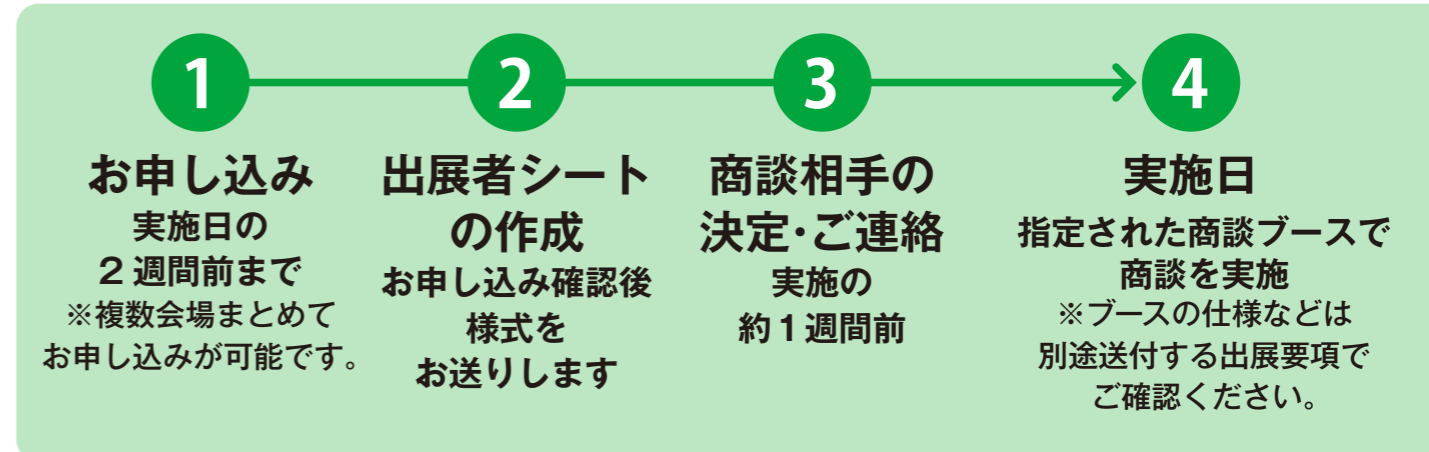 1
お申し込み
実施日の
2週間前まで
※複数会場まとめて
お申し込みが可能です。
2
出展者シート
の作成
お申し込み確認後
様式を
お送りします
3
商談相手の
決定・ご連絡
実施の
約1週間前
4
実施日
指定された商談ブースで
商談を実施
※ブースの仕様などは
別途送付する出展要項で
ご確認ください。